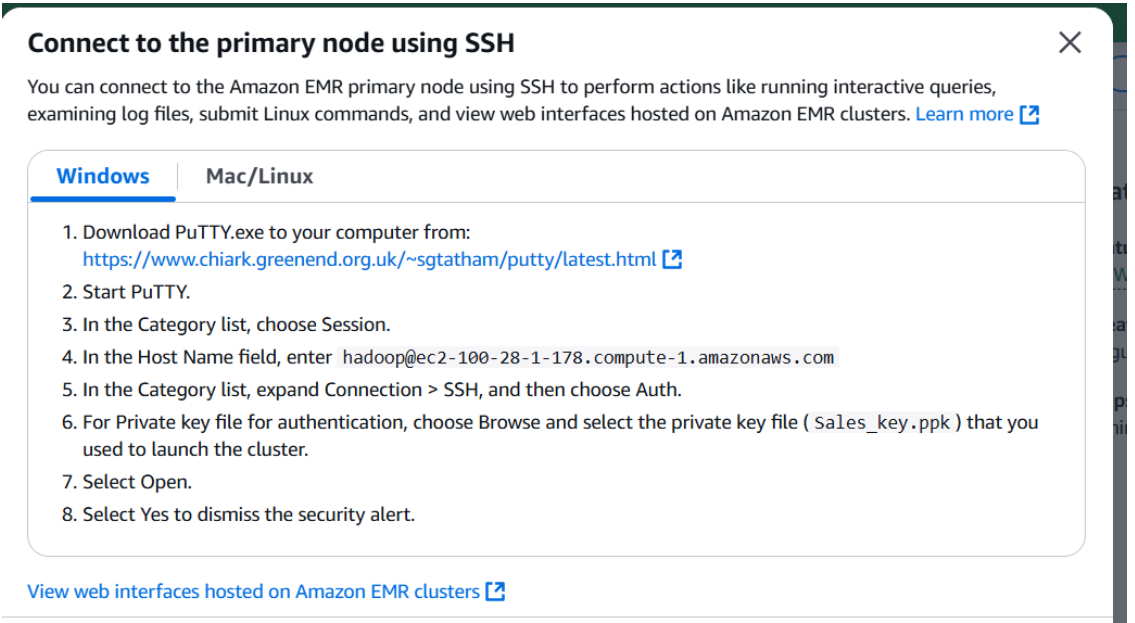 Connect to the primary node using SSH
You can connect to the Amazon EMR primary node using SSH to perform actions like running interactive queries,
examining log files, submit Linux commands, and view web interfaces hosted on Amazon EMR clusters. Learn more
Windows
Mac/Linux
1. Download PuTTY.exe to your computer from:
https://www.chiark.greenend.org.uk/~sgtatham/putty/latest.html
2. Start PuTTY.
3. In the Category list, choose Session.
4. In the Host Name field, enter hadoop@ec2-100-28-1-178.compute-1.amazonaws.com
5. In the Category list, expand Connection > SSH, and then choose Auth.
6. For Private key file for authentication, choose Browse and select the private key file ( Sales_key.ppk ) that you
used to launch the cluster.
7. Select Open.
8. Select Yes to dismiss the security alert.
View web interfaces hosted on Amazon EMR clusters